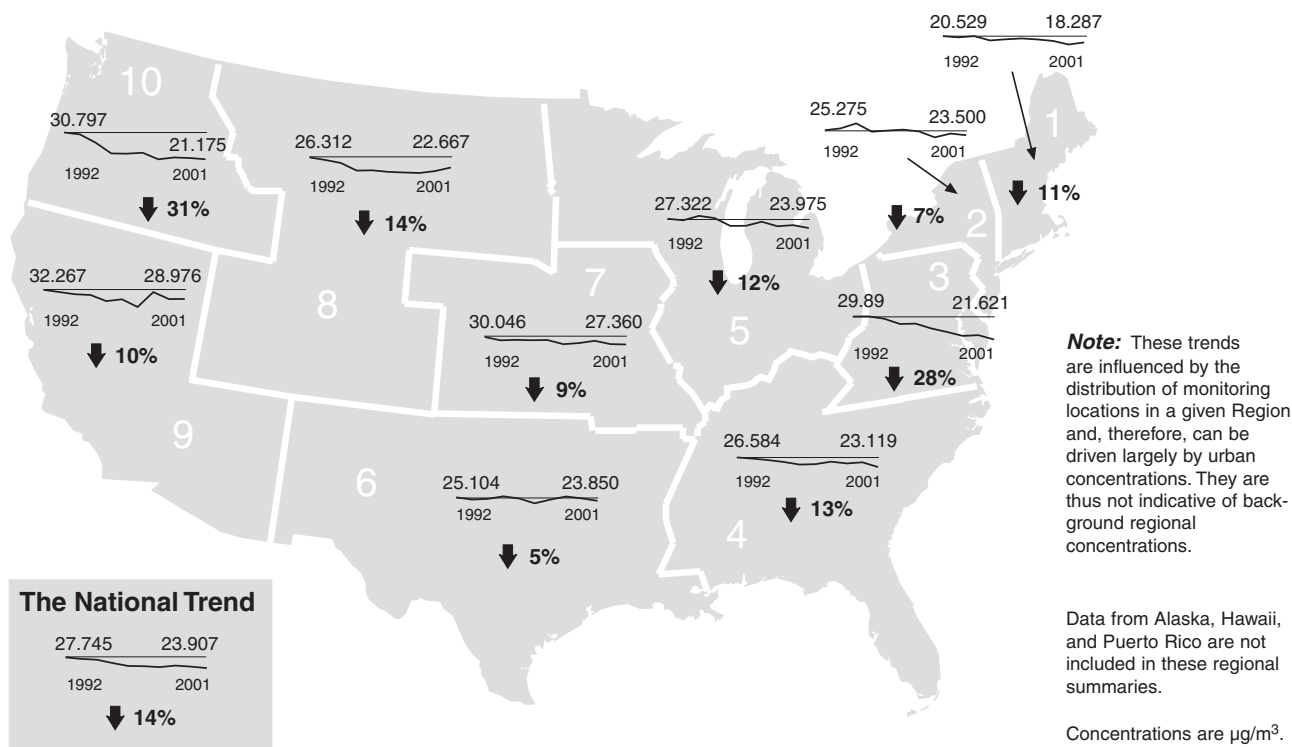 20.529 18.287
1992 2001
11%
1
25.275 23.500
1992 2001
7%
2
10
30.797
21.175
1992 2001
31%
26.312 22.667
1992 2001
14%
8
27.322 23.975
1992 2001
12%
5
3
29.89 21.621
1992 2001
28%
32.267 28.976
1992 2001
10%
9
7
30.046 27.360
1992 2001
9%
26.584 23.119
1992 2001
13%
4
6
25.104 23.850
1992 2001
5%
The National Trend
27.745 23.907
1992 2001
14%
Note: These trends
are influenced by the
distribution of monitoring
locations in a given Region
and, therefore, can be
driven largely by urban
concentrations. They are
thus not indicative of back-
ground regional
concentrations.
Data from Alaska, Hawaii,
and Puerto Rico are not
included in these regional
summaries.
Concentrations are µg/m³.